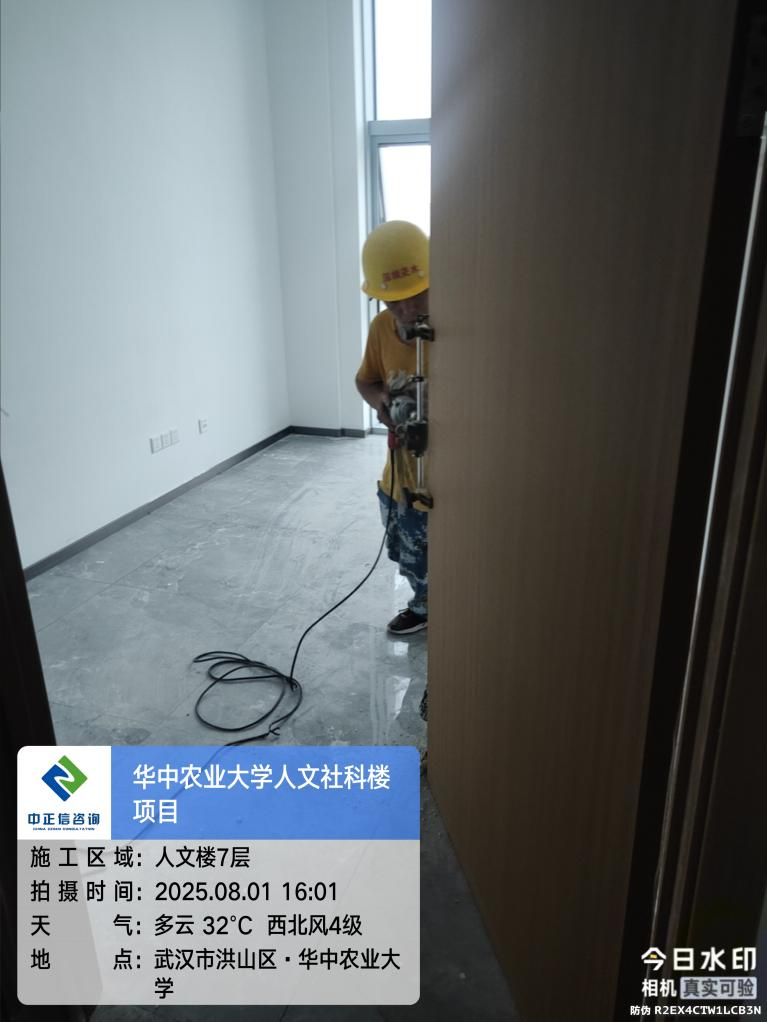 华中农业大学人文社科楼
项目
中正信咨询
施工区域：人文楼7层
拍摄时间：2025.08.01 16:01
天气：多云 32℃ 西北风4级
地点：武汉市洪山区·华中农业大
学
今日水印
相机 真实可验
防伪 R2EX4CTW1LCB3N